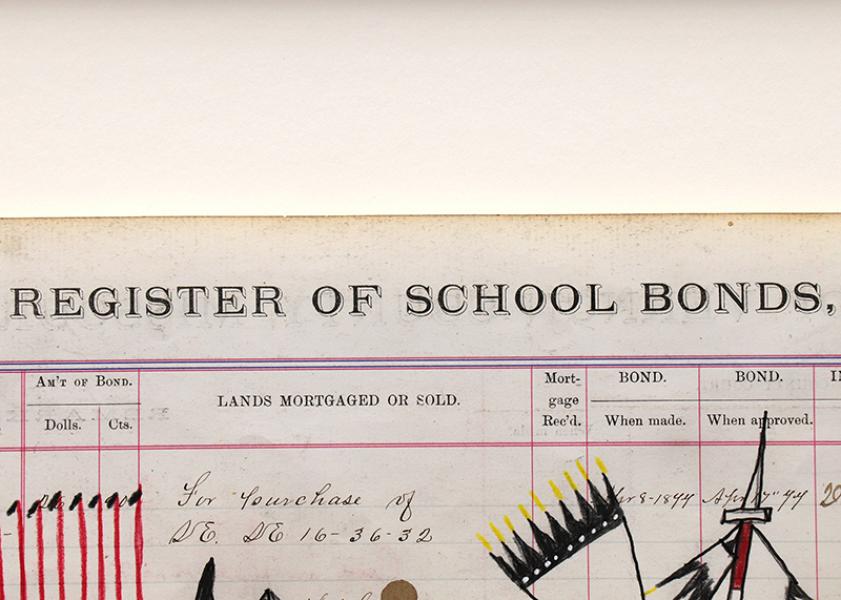 REGISTER OF SCHOOL BONDS,
AM'T OF BOND.
Dolls.
Cts.
LANDS MORTGAGED OR SOLD.
Mort-
gage
Rec'd.
BOND.
When made.
BOND.
When approved.
For purchase of
SE. SE 16-36-32